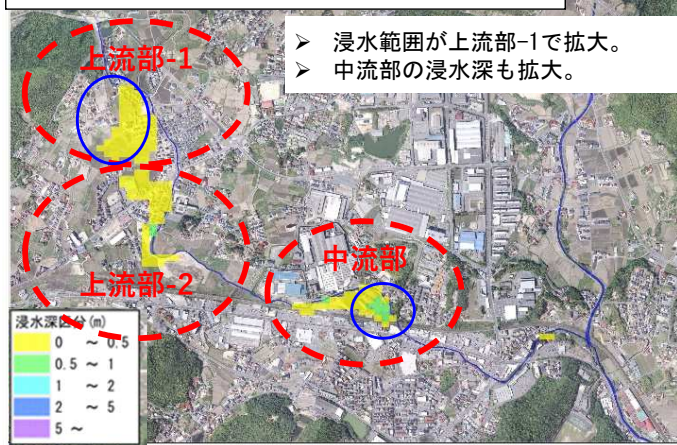 ➢ 浸水範囲が上流部-1で拡大。
➢ 中流部の浸水深も拡大。
上流部-1
上流部-2
中流部
浸水深区分(m)
0 ～ 0.5
0.5 ～ 1
1 ～ 2
2 ～ 5
5 ～